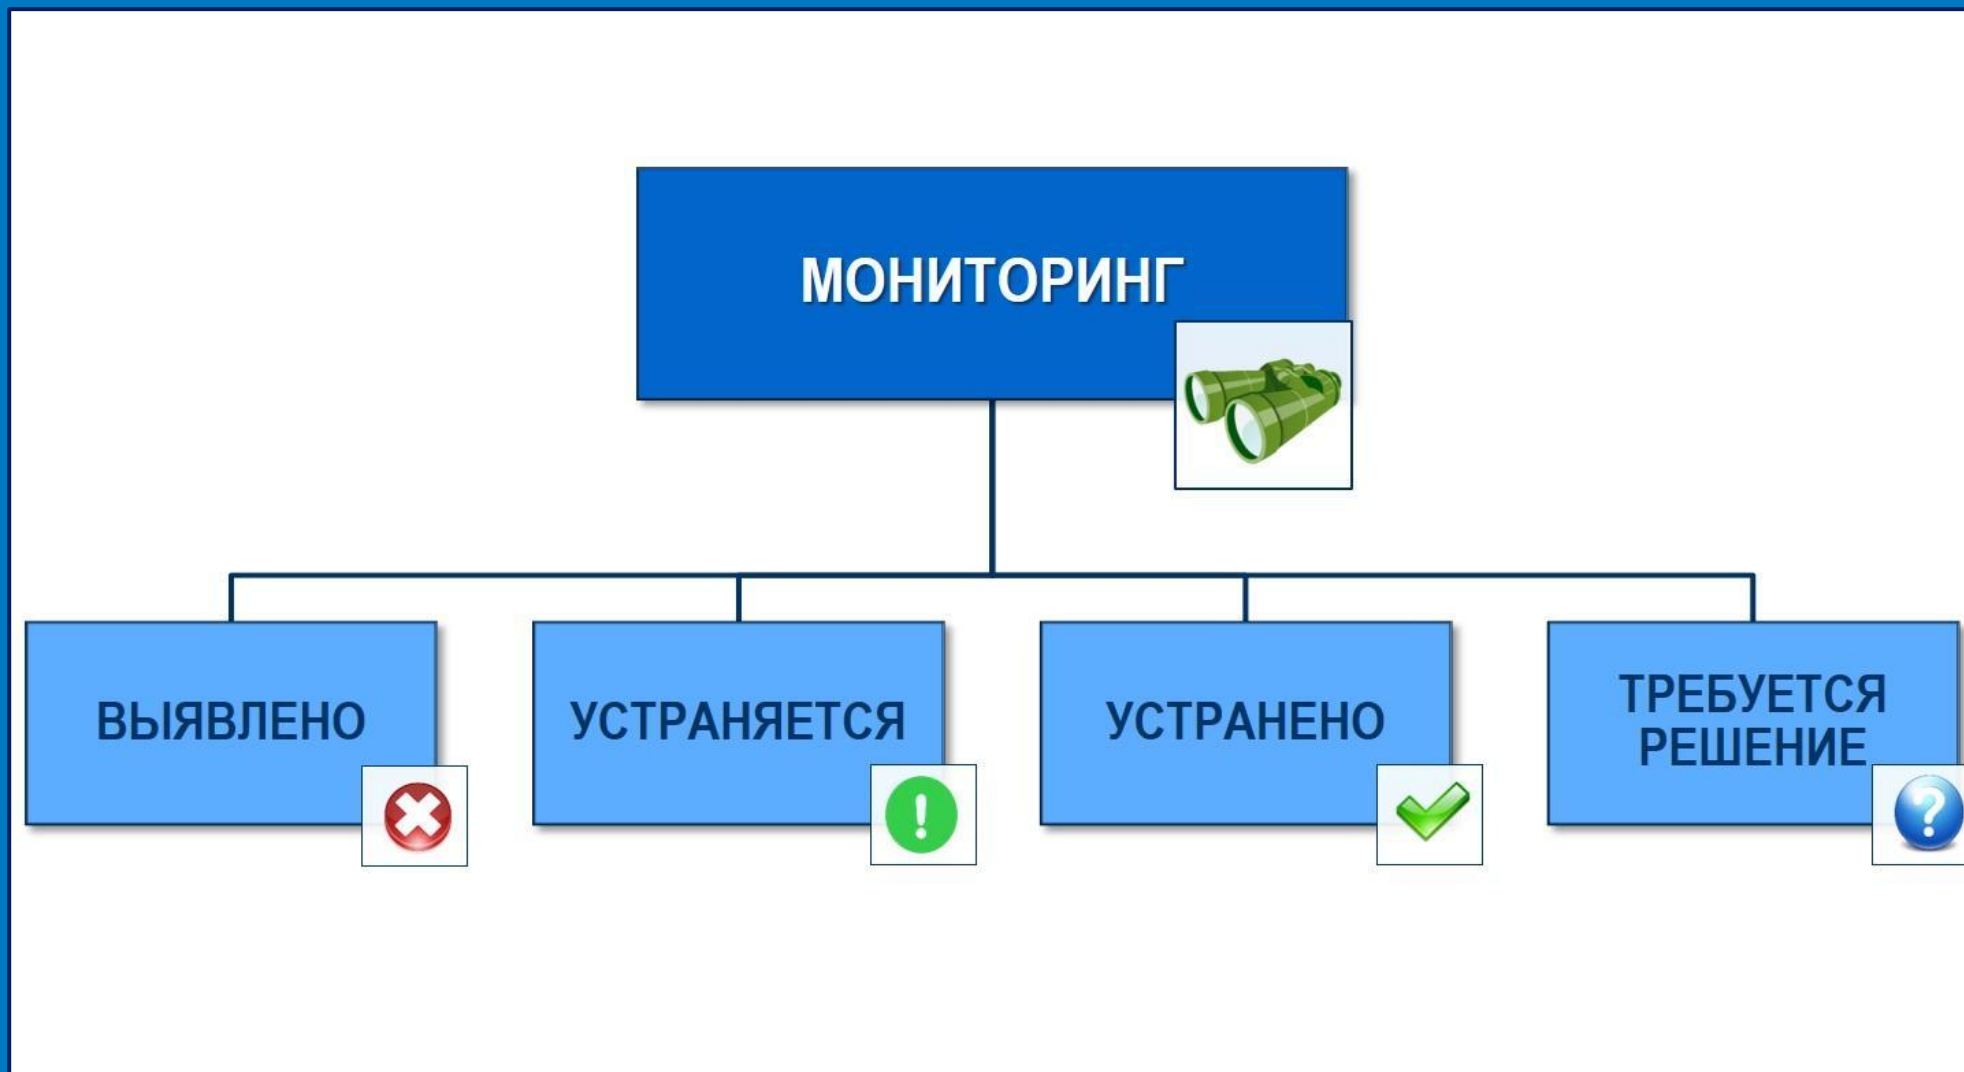 МОНИТОРИНГ
ВЫЯВЛЕНО
УСТРАНЯЕТСЯ
УСТРАНЕНО
ТРЕБУЕТСЯ
РЕШЕНИЕ